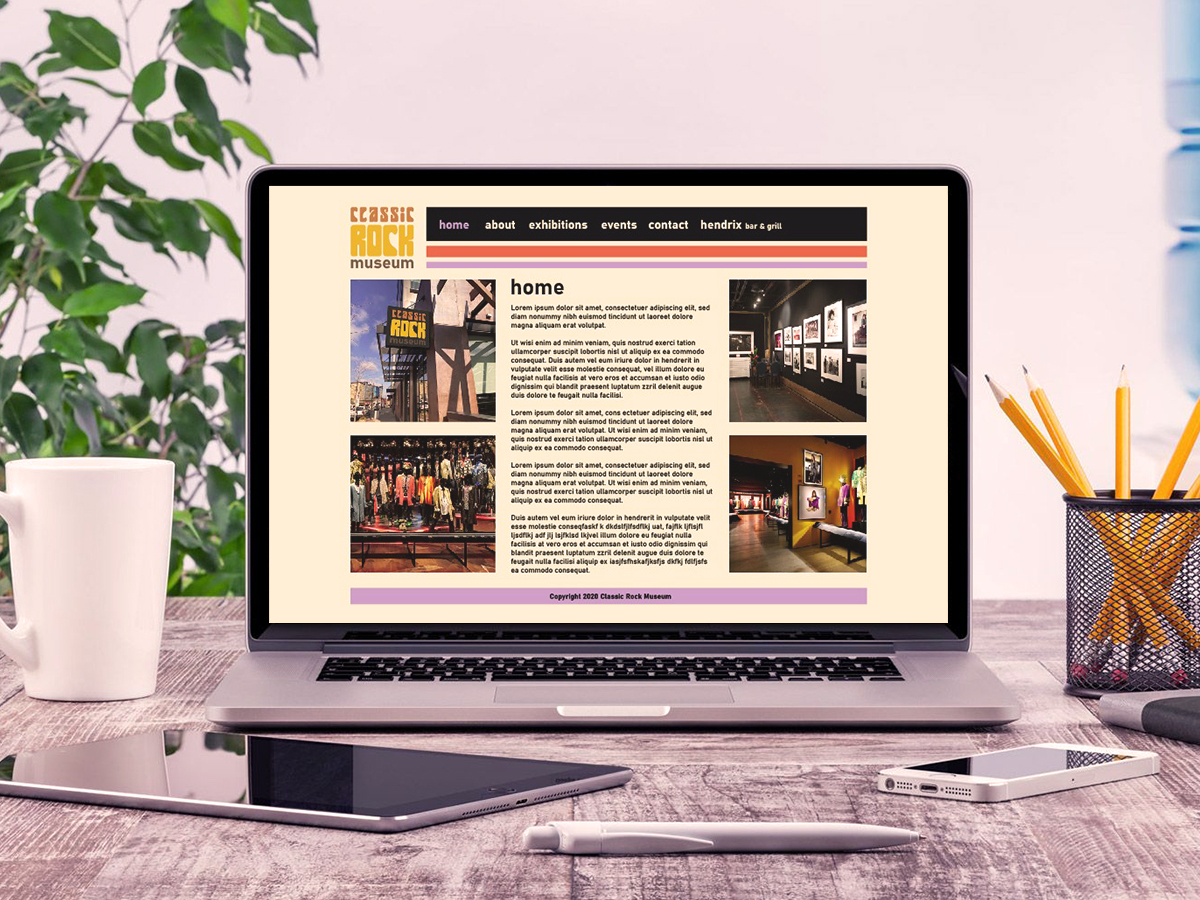 classic
ROCK
museum
home about exhibitions events contact hendrix bar & grill
classic
ROCK
museum
home
Lorem ipsum dolor sit amet, consectetuer adipiscing elit, sed
diam nonummy nibh euismod tincidunt ut laoreet dolore
magna aliquam erat volutpat.
Ut wisi enim ad minim veniam, quis nostrud exerci tation
ullamcorper suscipit lobortis nisl ut aliquip ex ea commodo
consequat. Duis autem vel eum iriure dolor in hendrerit in
vulputate velit esse molestie consequat, vel illum dolore eu
feugiat nulla facilisis at vero eros et accumsan et iusto odio
dignissim qui blandit praesent luptatum zzril delenit augue
duis dolore te feugait nulla facilisi.
Lorem ipsum dolor sit amet, cons ectetuer adipiscing elit, sed
diam nonummy nibh euismod tincidunt ut laoreet dolore
magna aliquam erat volutpat. Ut wisi enim ad minim veniam,
quis nostrud exerci tation ullamcorper suscipit lobortis nisl ut
aliquip ex ea commodo consequat.
Lorem ipsum dolor sit amet, consectetuer adipiscing elit, sed
diam nonummy nibh euismod tincidunt ut laoreet dolore
magna aliquam erat volutpat. Ut wisi enim ad minim veniam,
quis nostrud exerci tation ullamcorper suscipit lobortis nisl ut
aliquip ex ea commodo consequat.
Duis autem vel eum iriure dolor in hendrerit in vulputate velit
esse molestie conseqfaskf k dkdslfjlfsdflkj uat, fajflk ljflsjfl
ljsdflkj adf jlj lsjfklsd lkjvel illum dolore eu feugiat nulla
facilisis at vero eros et accumsan et iusto odio dignissim qui
blandit praesent luptatum zzril delenit augue duis dolore te
feugait nulla facilisi aliquip ex iasjfsfhskafjksfjs dkfkj fdlfjsfs
ea commodo consequat.
Copyright 2020 Classic Rock Museum